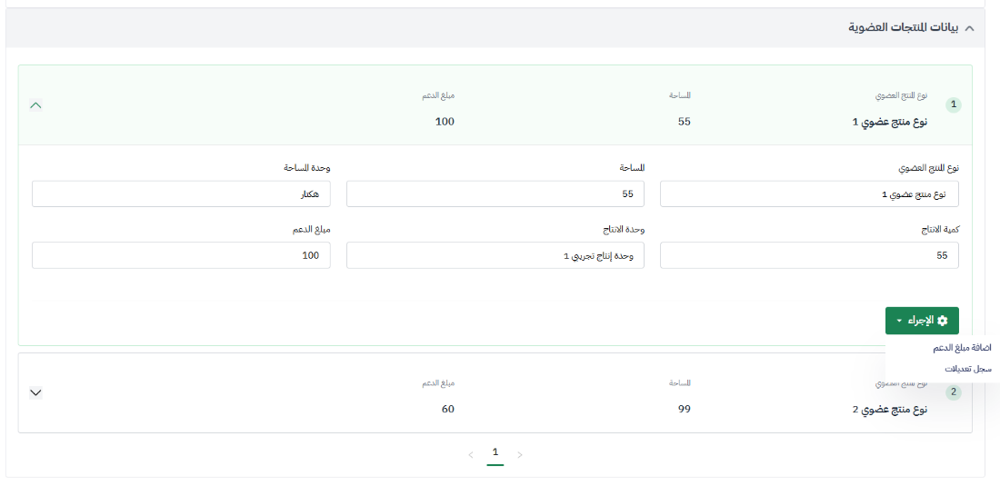 بيانات المنتجات العضوية
1
نوع المنتج العضوي
المساحة
مبلغ الدعم
نوع منتج عضوي 1
55
100
نوع المنتج العضوي
المساحة
وحدة المساحة
نوع منتج عضوي 1
55
هكتار
كمية الانتاج
وحدة الانتاج
مبلغ الدعم
55
وحدة إنتاج تجريبي 1
100
الإجراء
اضافة مبلغ الدعم
سجل تعديلات
2
نوع المنتج العضوي
المساحة
مبلغ الدعم
نوع منتج عضوي 2
99
60
1